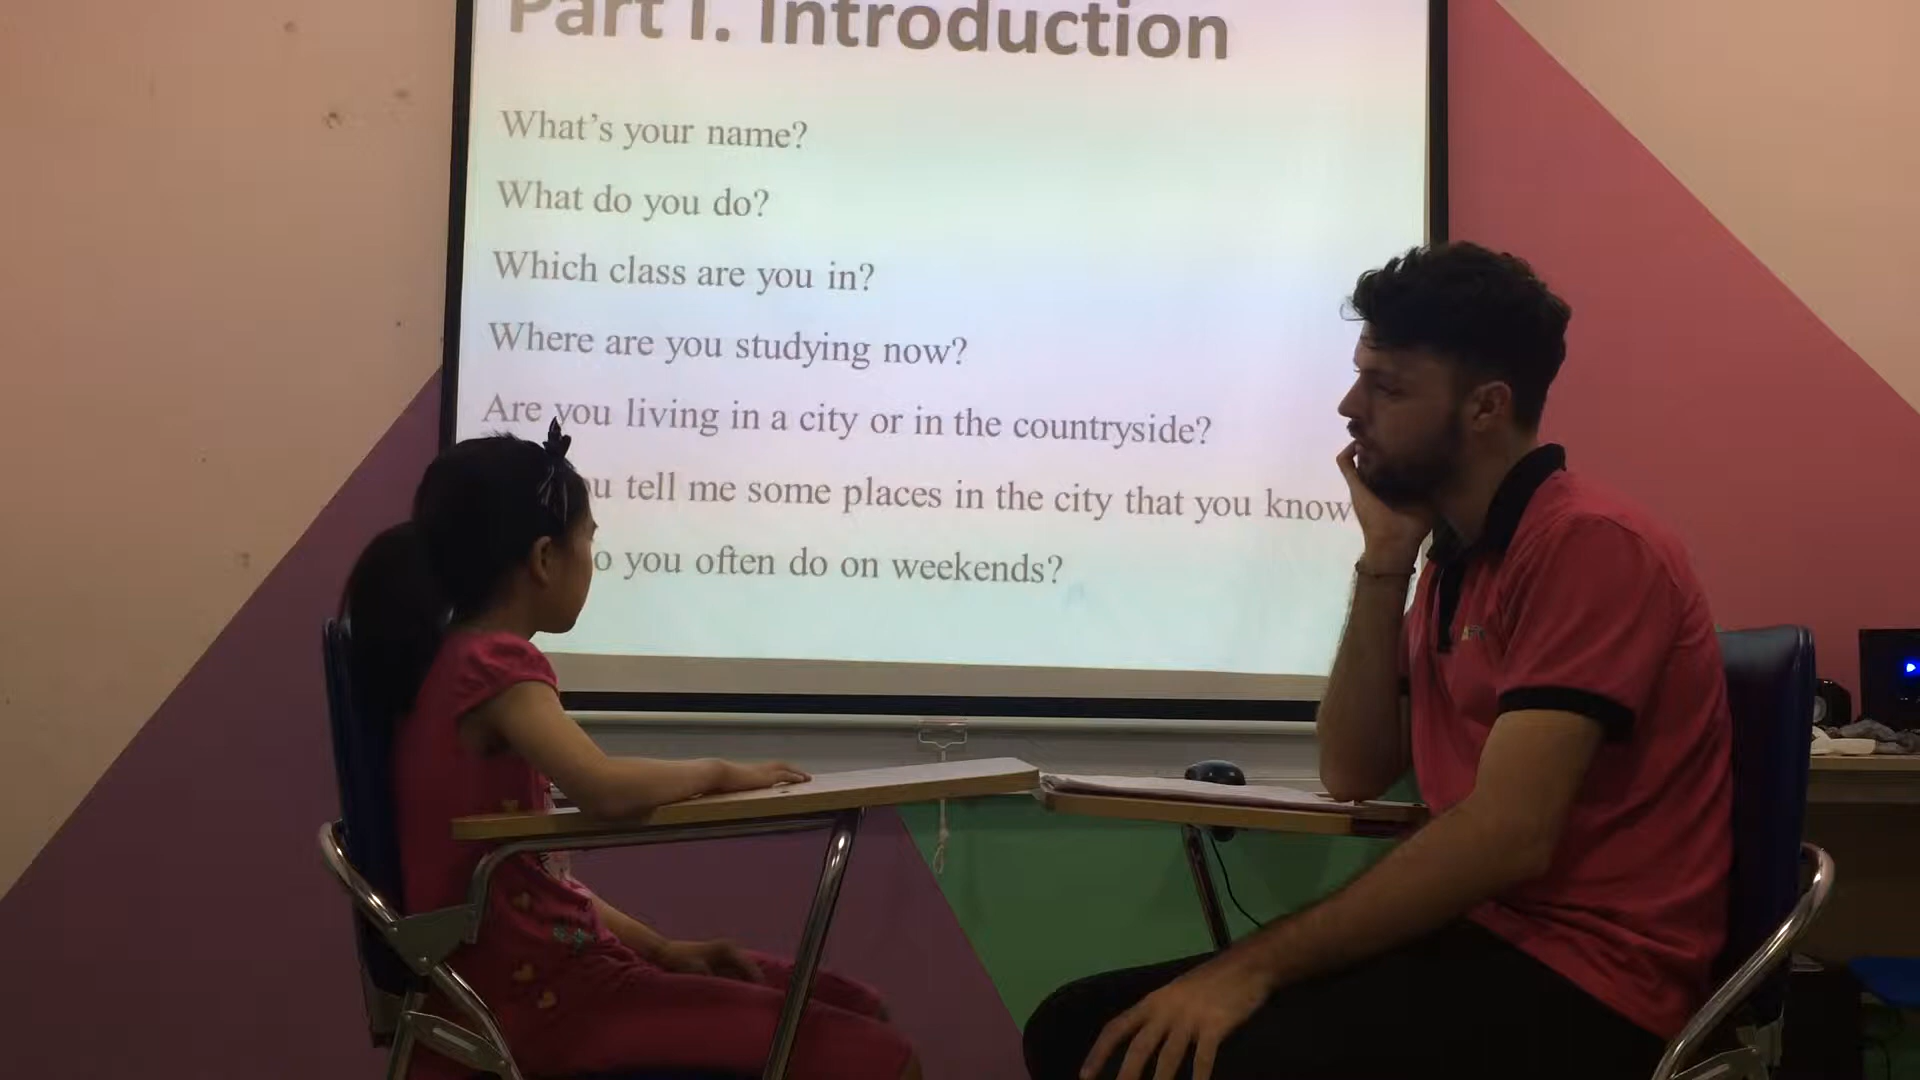 Part I. Introduction
What's your name?
What do you do?
Which class are you in?
Where are you studying now?
Are you living in a city or in the countryside?
tell me some places in the city that you know
you often do on weekends?